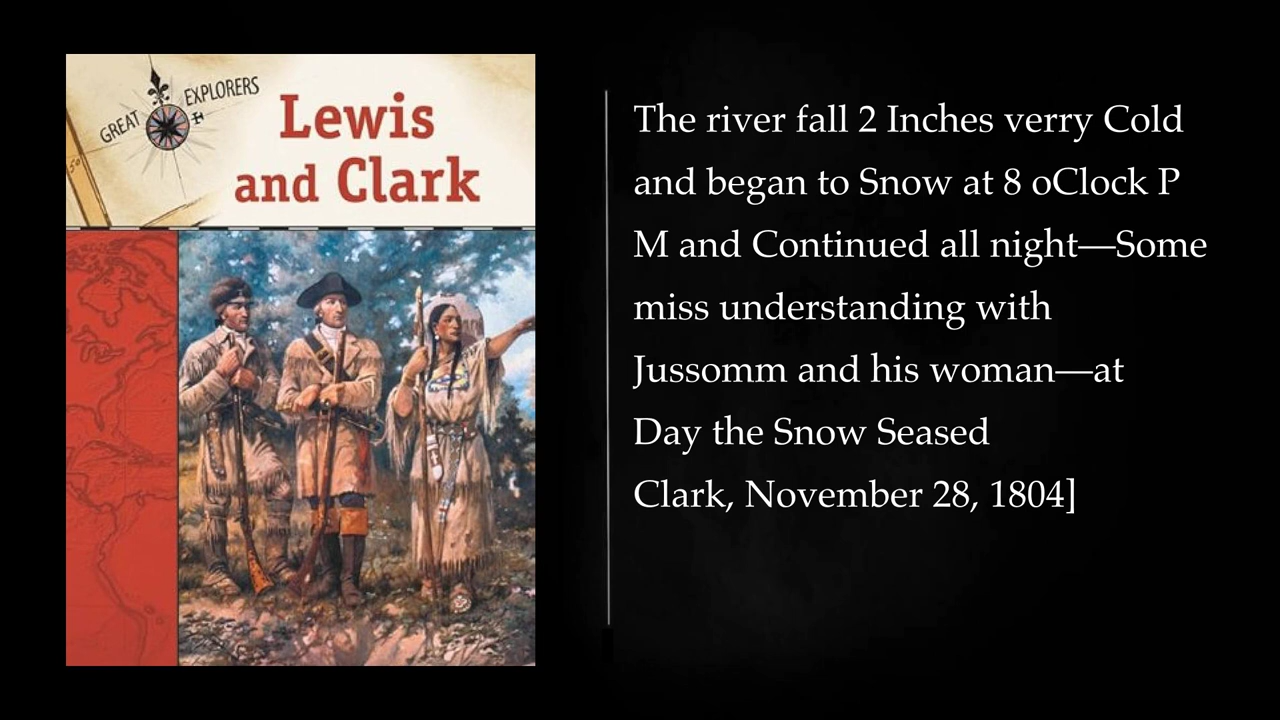 GREAT EXPLORERS
Lewis
and Clark
The river fall 2 Inches verry Cold
and began to Snow at 8 oClock P
M and Continued all night—Some
miss understanding with
Jussomm and his woman—at
Day the Snow Seased
Clark, November 28, 1804]